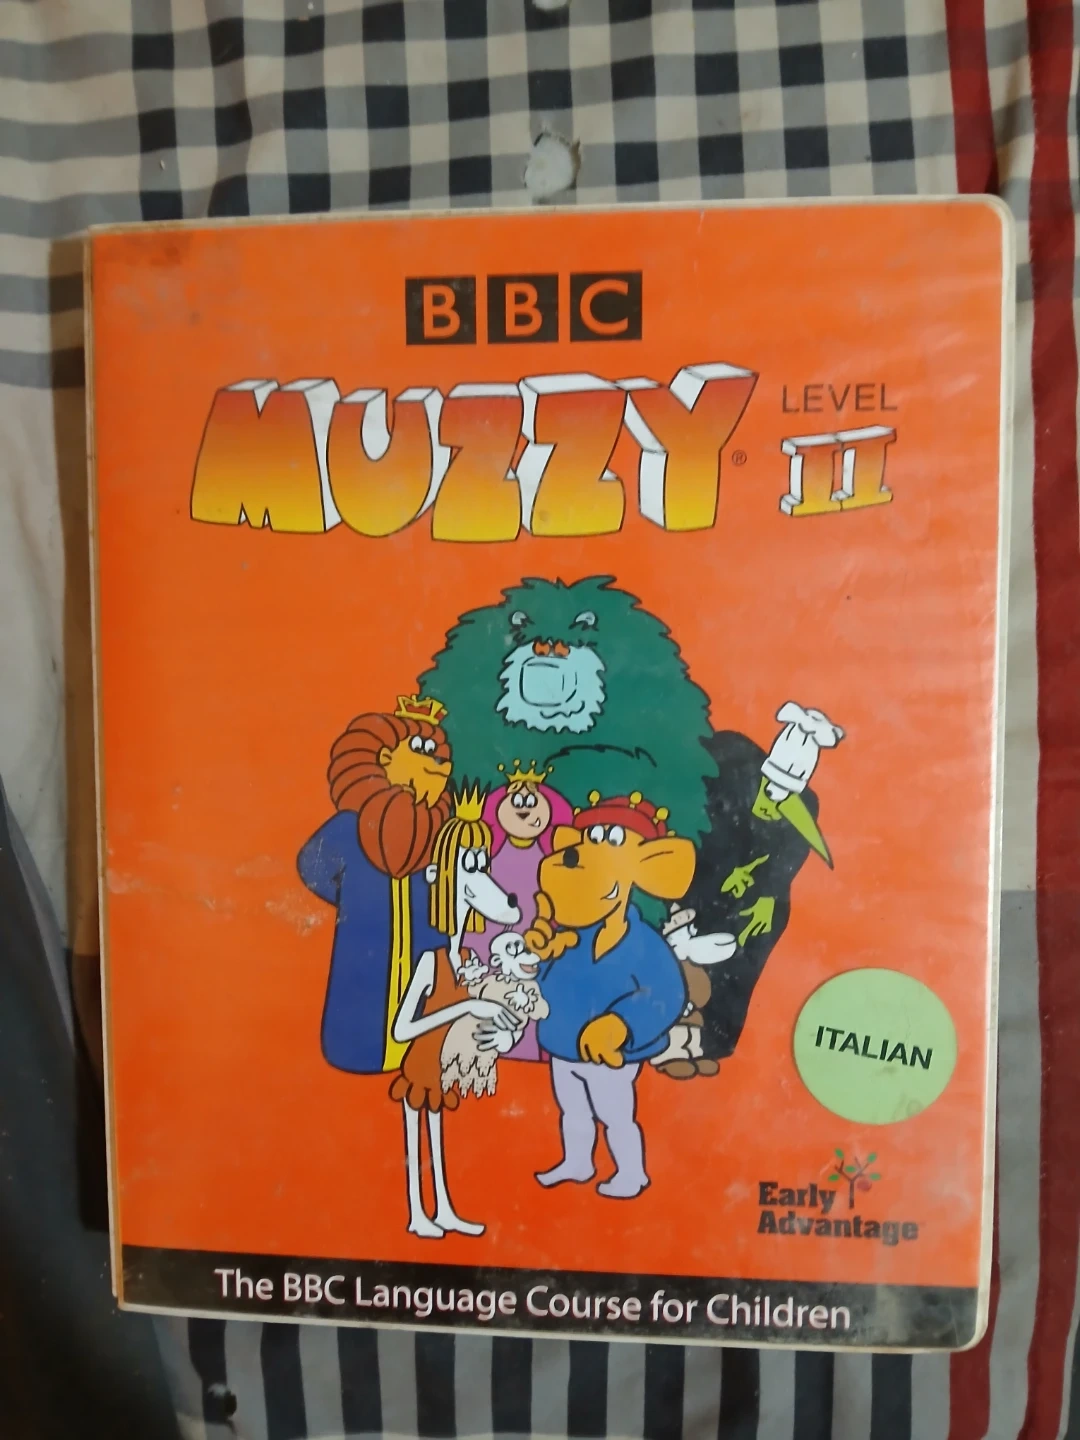 BBC
MUZZY®
LEVEL
II
ITALIAN
Early
Advantage
The BBC Language Course for Children